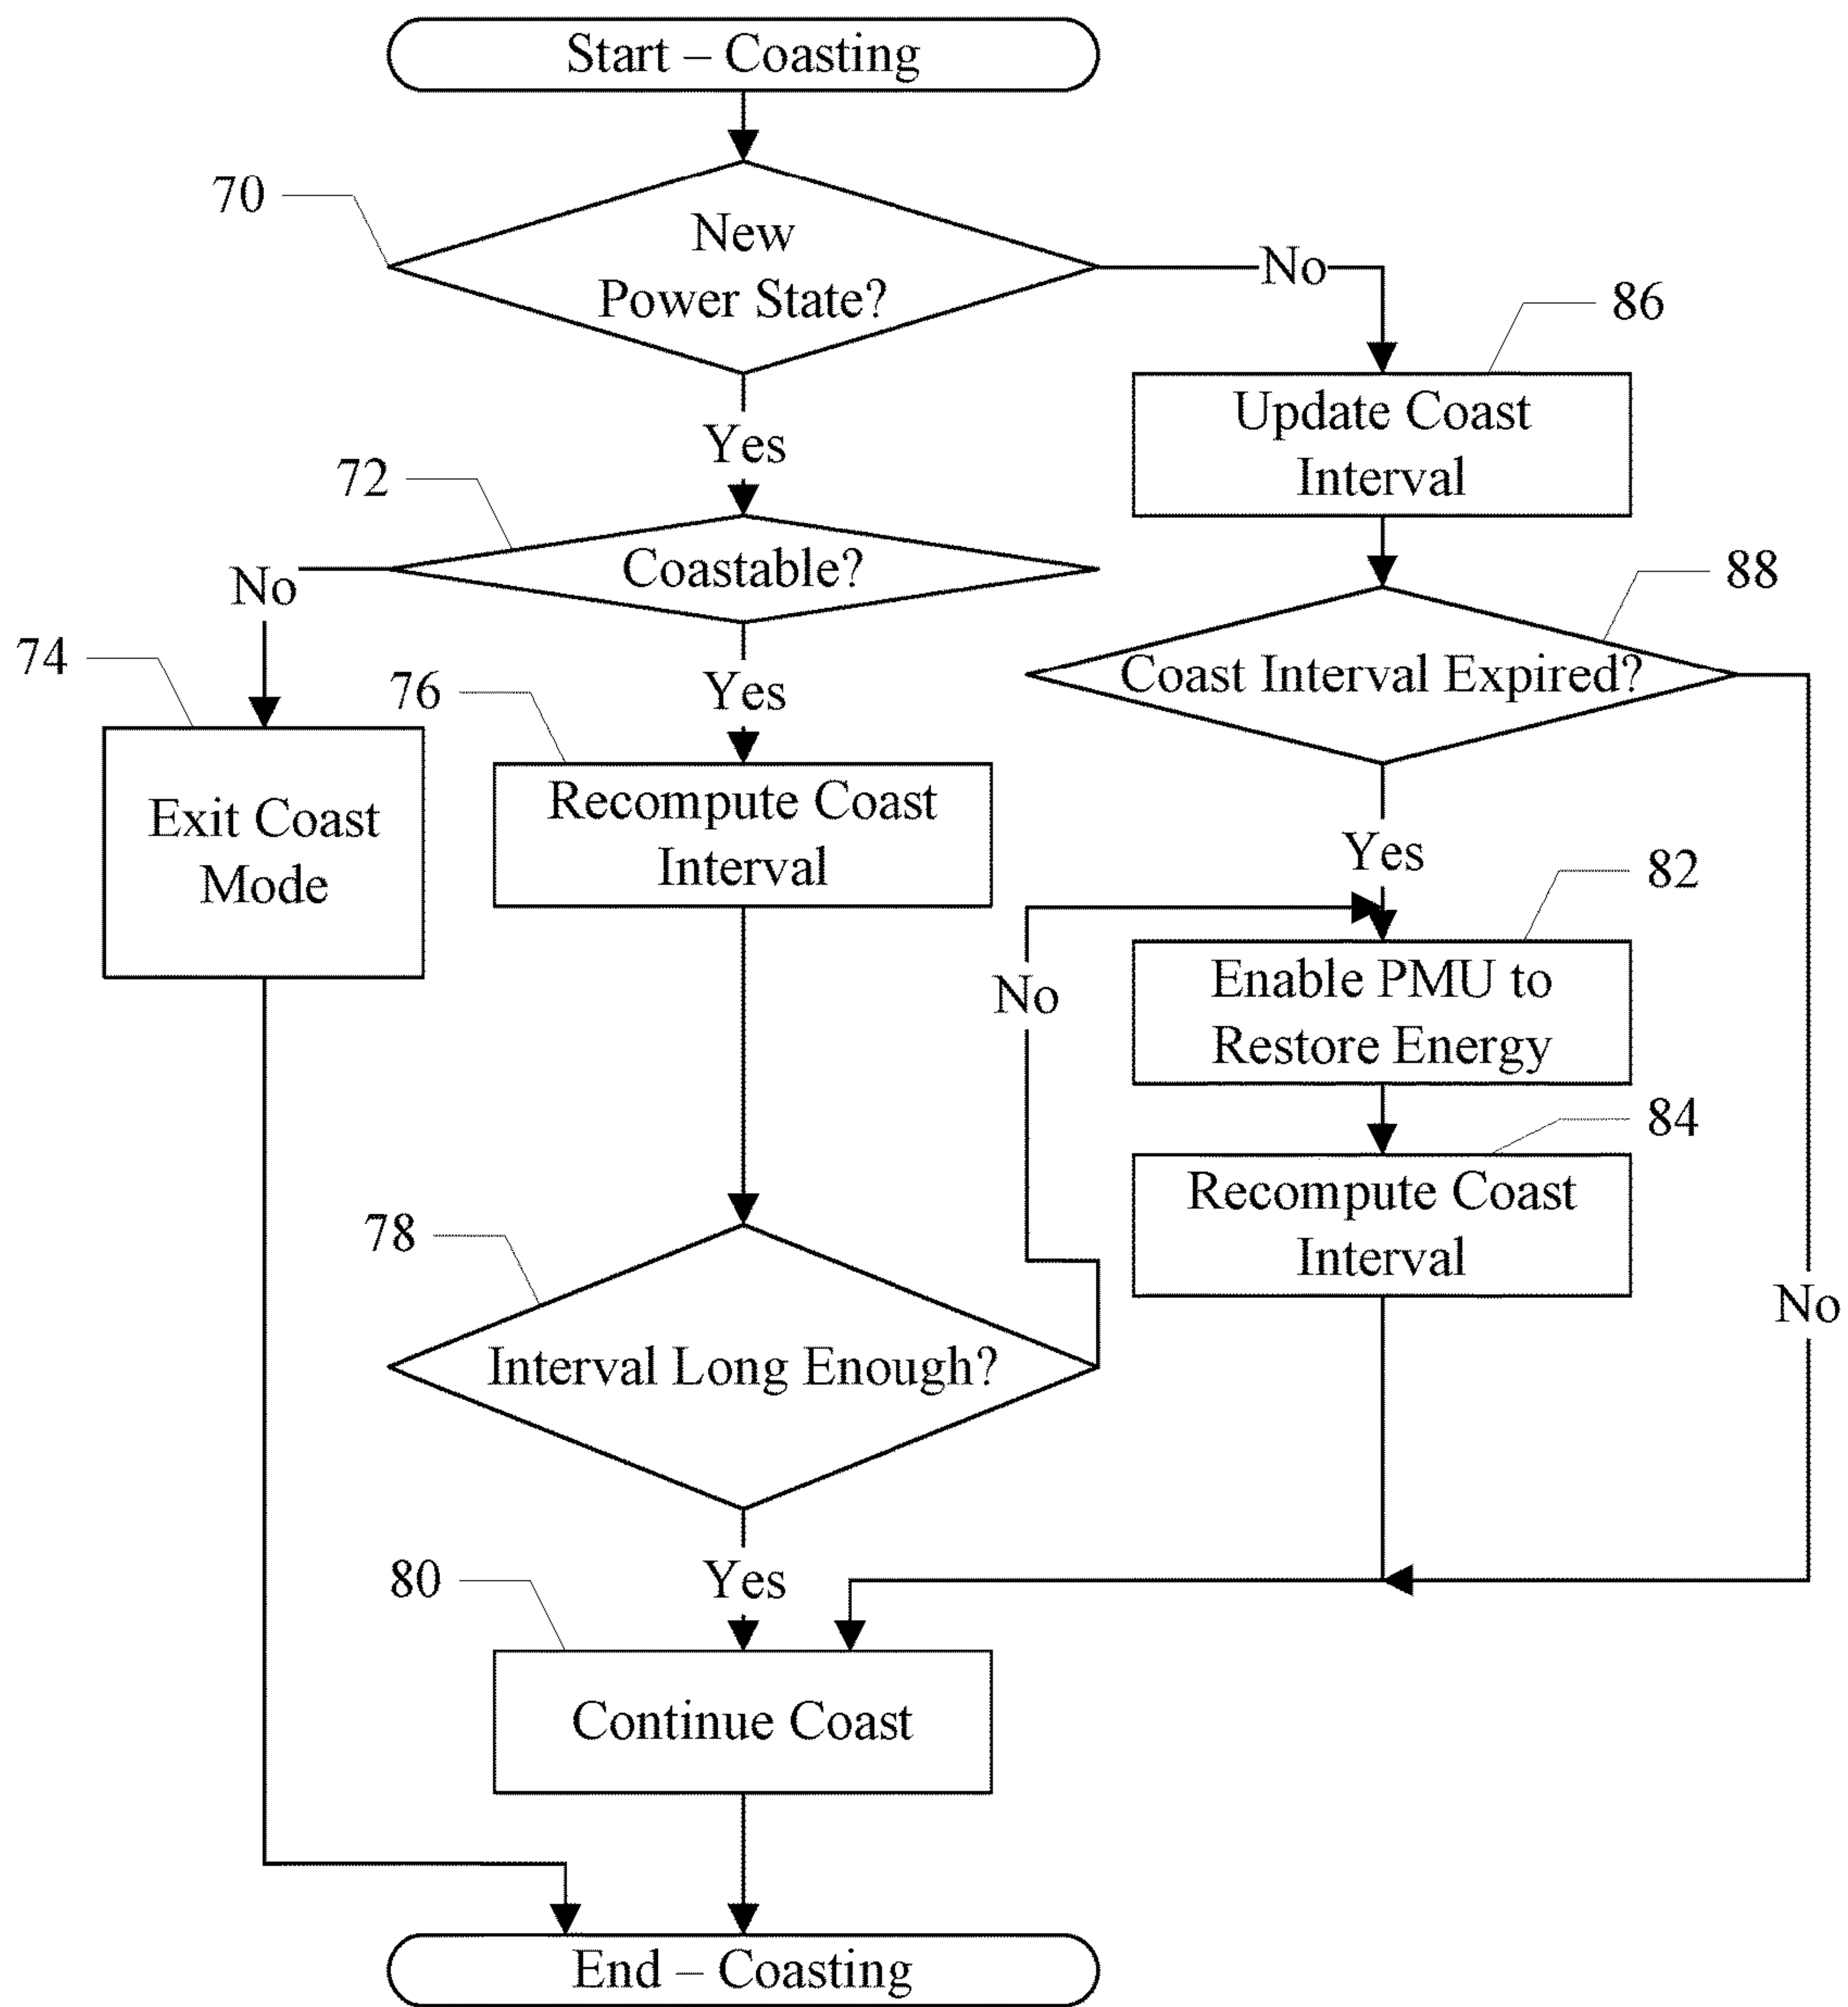 Start – Coasting
70
New
Power State?
No
86
Update Coast
Interval
Yes
72
Coastable?
No
88
Coast Interval Expired?
74
Exit Coast
Mode
Yes
76
Recompute Coast
Interval
Yes
82
Enable PMU to
Restore Energy
No
84
Recompute Coast
Interval
78
Interval Long Enough?
No
Yes
80
Continue Coast
End – Coasting